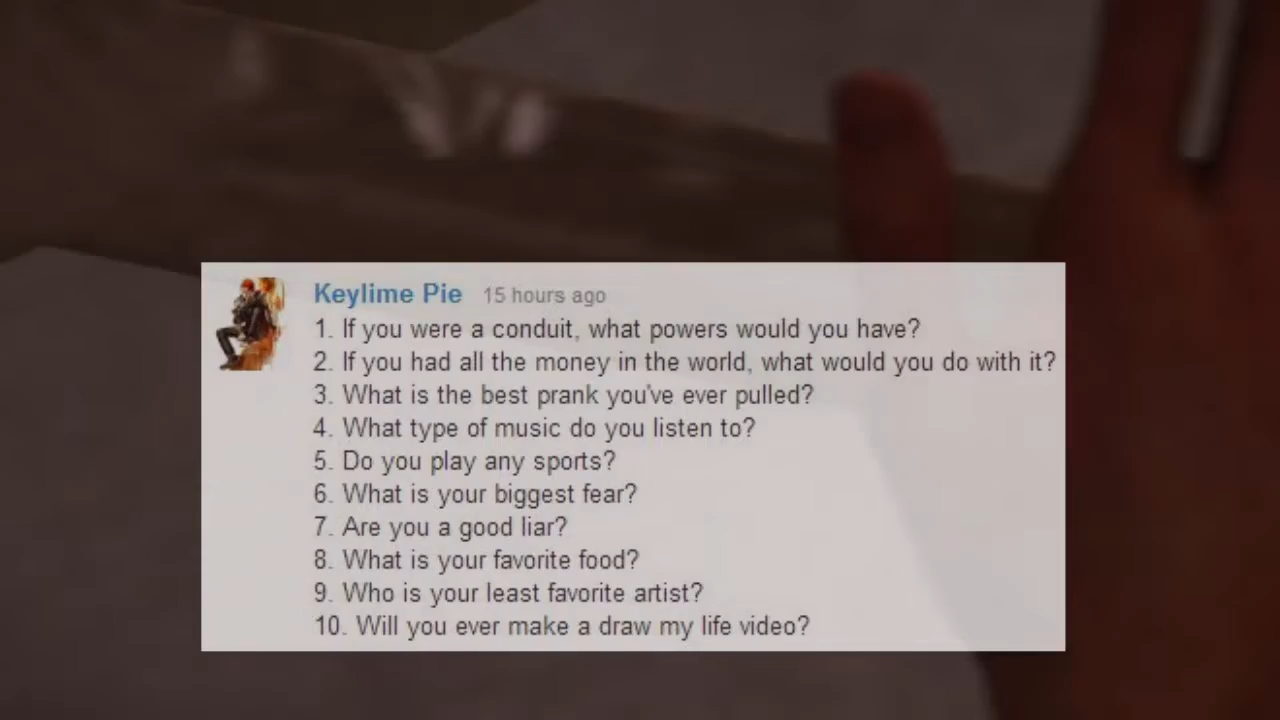 Keylime Pie 15 hours ago
1. If you were a conduit, what powers would you have?
2. If you had all the money in the world, what would you do with it?
3. What is the best prank you've ever pulled?
4. What type of music do you listen to?
5. Do you play any sports?
6. What is your biggest fear?
7. Are you a good liar?
8. What is your favorite food?
9. Who is your least favorite artist?
10. Will you ever make a draw my life video?